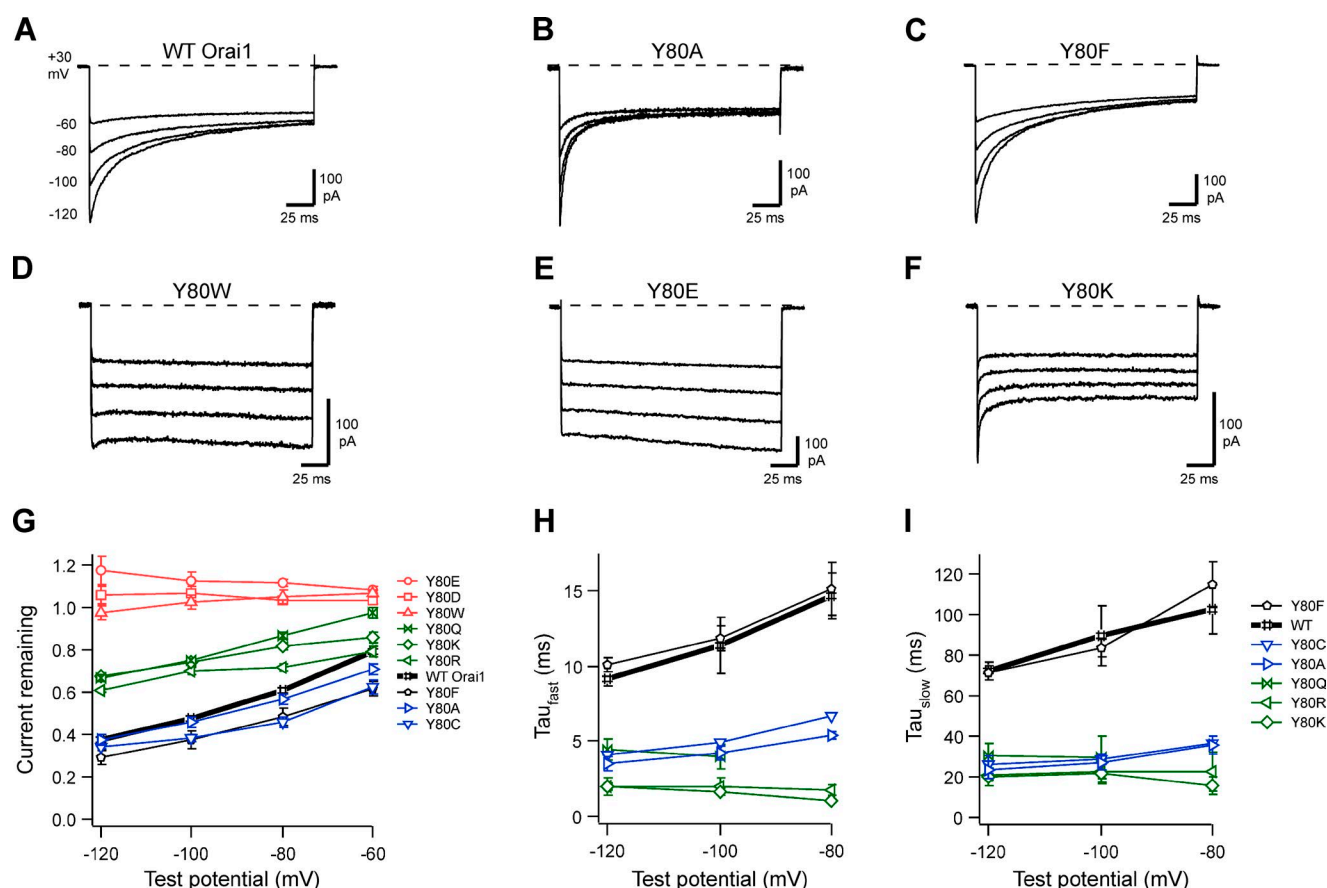 A
WT Orai1
+30
mV
-60
-80
-100
-120
100
pA
25 ms
B
Y80A
100
pA
25 ms
C
Y80F
100
pA
25 ms
D
Y80W
100
pA
25 ms
E
Y80E
100
pA
25 ms
F
Y80K
100
pA
25 ms
G
Current remaining
1.2
1.0
0.8
0.6
0.4
0.2
0.0
-120 -100 -80 -60
Test potential (mV)
Y80E
Y80D
Y80W
Y80Q
Y80K
Y80R
WT Orai1
Y80F
Y80A
Y80C
H
Taufast (ms)
15
10
5
0
-120 -100 -80
Test potential (mV)
I
Tauslow (ms)
120
100
80
60
40
20
0
-120 -100 -80
Test potential (mV)
Y80F
WT
Y80C
Y80A
Y80Q
Y80R
Y80K